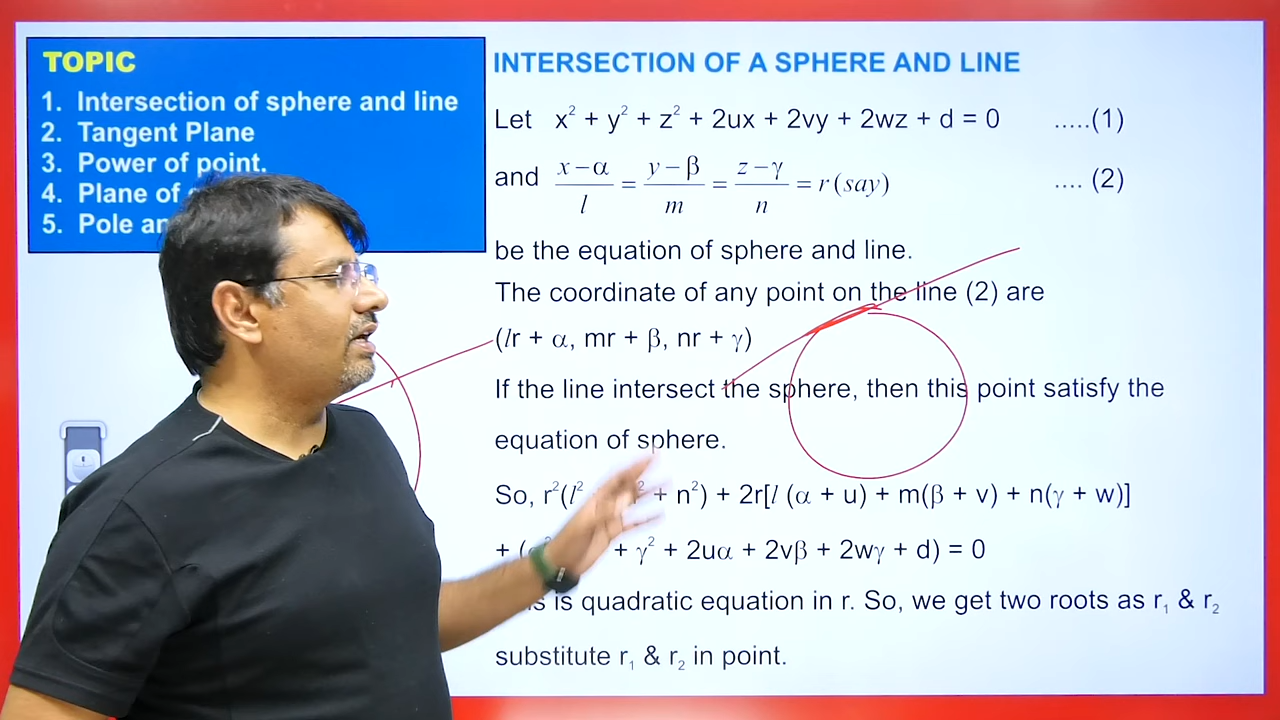 TOPIC
1. Intersection of sphere and line
2. Tangent Plane
3. Power of point.
4. Plane of
5. Pole
INTERSECTION OF A SPHERE AND LINE
Let x² + y² + z² + 2ux + 2vy + 2wz + d = 0 .....(1)
and (x−α)/l = (y−β)/m = (z−γ)/n = r(say) .... (2)
be the equation of sphere and line.
The coordinate of any point on the line (2) are
(lr + α, mr + β, nr + γ)
If the line intersect the sphere, then this point satisfy the
equation of sphere.
So, r²(l² + n²) + 2r[l (α + u) + m(β + v) + n(γ + w)]
+ ( + γ² + 2uα + 2vβ + 2wγ + d) = 0
is quadratic equation in r. So, we get two roots as r₁ & r₂
substitute r₁ & r₂ in point.